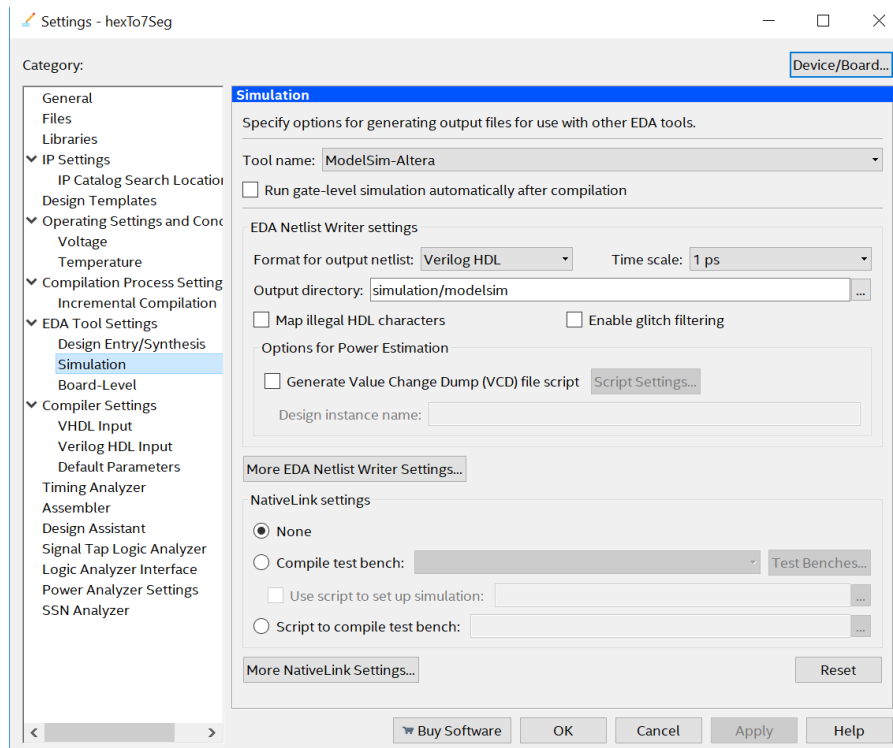 Settings - hexTo7Seg
Category:
Device/Board...
General
Files
Libraries
IP Settings
IP Catalog Search Location
Design Templates
Operating Settings and Cond
Voltage
Temperature
Compilation Process Setting
Incremental Compilation
EDA Tool Settings
Design Entry/Synthesis
Simulation
Board-Level
Compiler Settings
VHDL Input
Verilog HDL Input
Default Parameters
Timing Analyzer
Assembler
Design Assistant
Signal Tap Logic Analyzer
Logic Analyzer Interface
Power Analyzer Settings
SSN Analyzer
Simulation
Specify options for generating output files for use with other EDA tools.
Tool name: ModelSim-Altera
Run gate-level simulation automatically after compilation
EDA Netlist Writer settings
Format for output netlist: Verilog HDL Time scale: 1 ps
Output directory: simulation/modelsim ...
Map illegal HDL characters Enable glitch filtering
Options for Power Estimation
Generate Value Change Dump (VCD) file script Script Settings...
Design instance name:
More EDA Netlist Writer Settings...
NativeLink settings
None
Compile test bench: Test Benches...
Use script to set up simulation: ...
Script to compile test bench: ...
More NativeLink Settings... Reset
Buy Software OK Cancel Apply Help